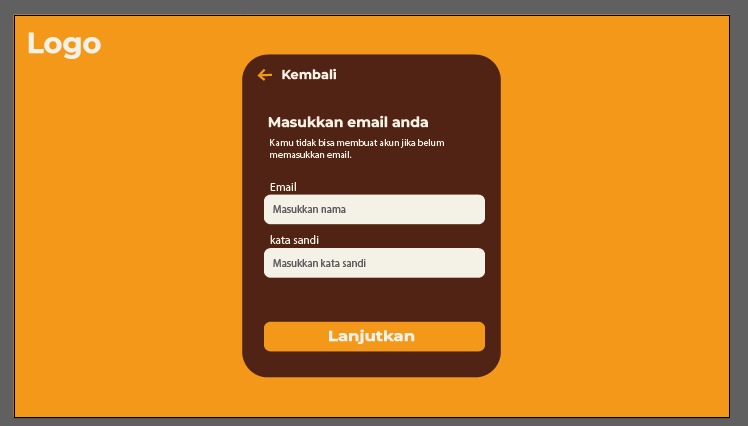 Logo
Kembali
Masukkan email anda
Kamu tidak bisa membuat akun jika belum
memasukkan email.
Email
Masukkan nama
kata sandi
Masukkan kata sandi
Lanjutkan